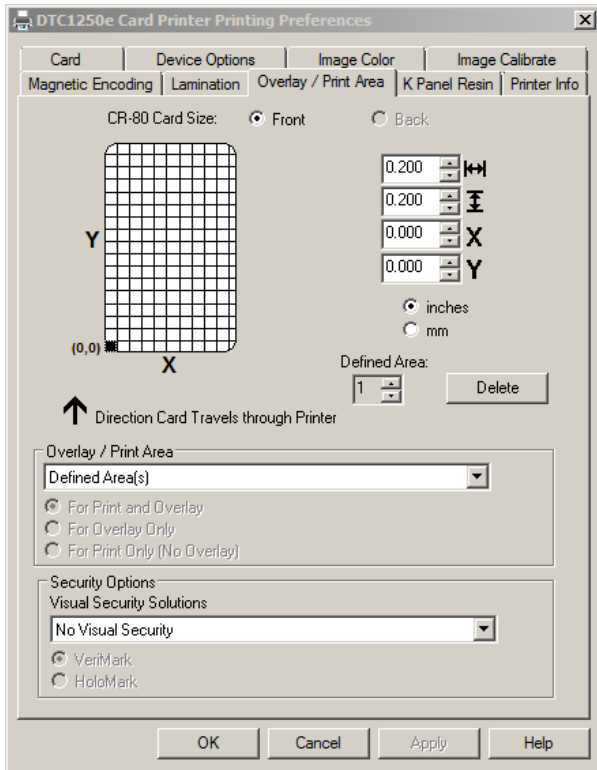 DTC1250e Card Printer Printing Preferences
Card Device Options Image Color Image Calibrate
Magnetic Encoding Lamination Overlay / Print Area K Panel Resin Printer Info
CR-80 Card Size: Front Back
0.200
0.200
Y 0.000 X
0.000 Y
inches
mm
(0,0)
X
Defined Area:
1 Delete
Direction Card Travels through Printer
Overlay / Print Area
Defined Area(s)
For Print and Overlay
For Overlay Only
For Print Only (No Overlay)
Security Options
Visual Security Solutions
No Visual Security
VeriMark
HoloMark
OK Cancel Apply Help